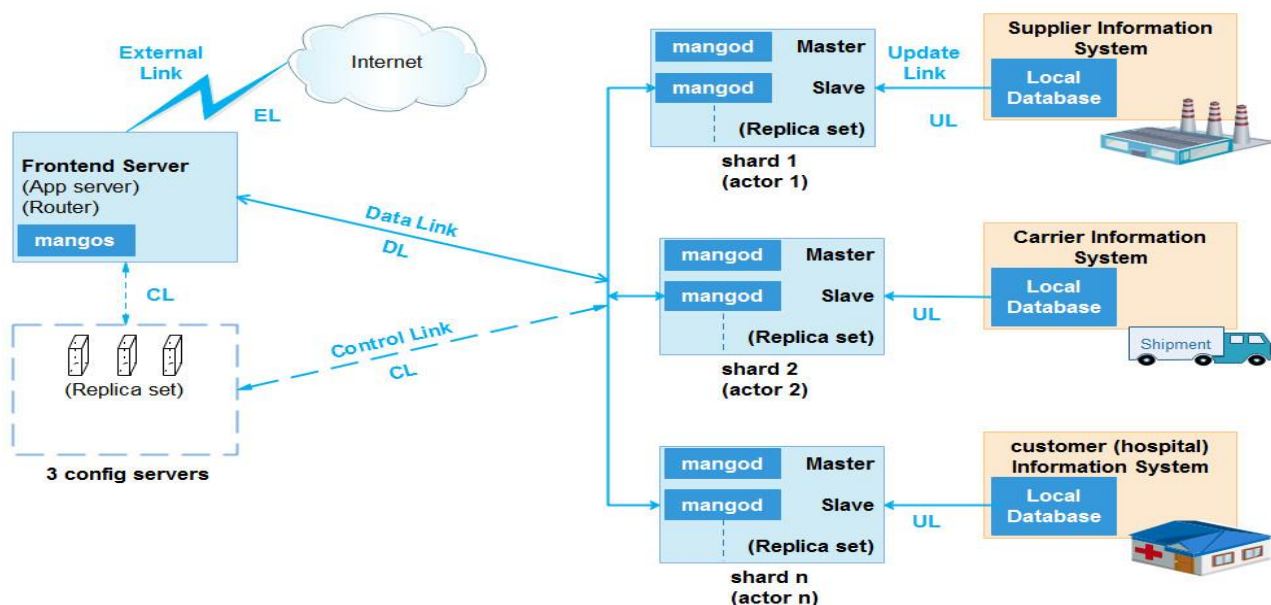 External
Link
EL
Internet
Frontend Server
(App server)
(Router)
mangos
CL
(Replica set)
3 config servers
Data Link
DL
Control Link
CL
mangod
Master
mangod
Slave
(Replica set)
shard 1
(actor 1)
Update
Link
UL
Supplier Information
System
Local
Database
mangod
Master
mangod
Slave
(Replica set)
shard 2
(actor 2)
UL
Carrier Information
System
Local
Database
Shipment
mangod
Master
mangod
Slave
(Replica set)
shard n
(actor n)
UL
customer (hospital)
Information System
Local
Database